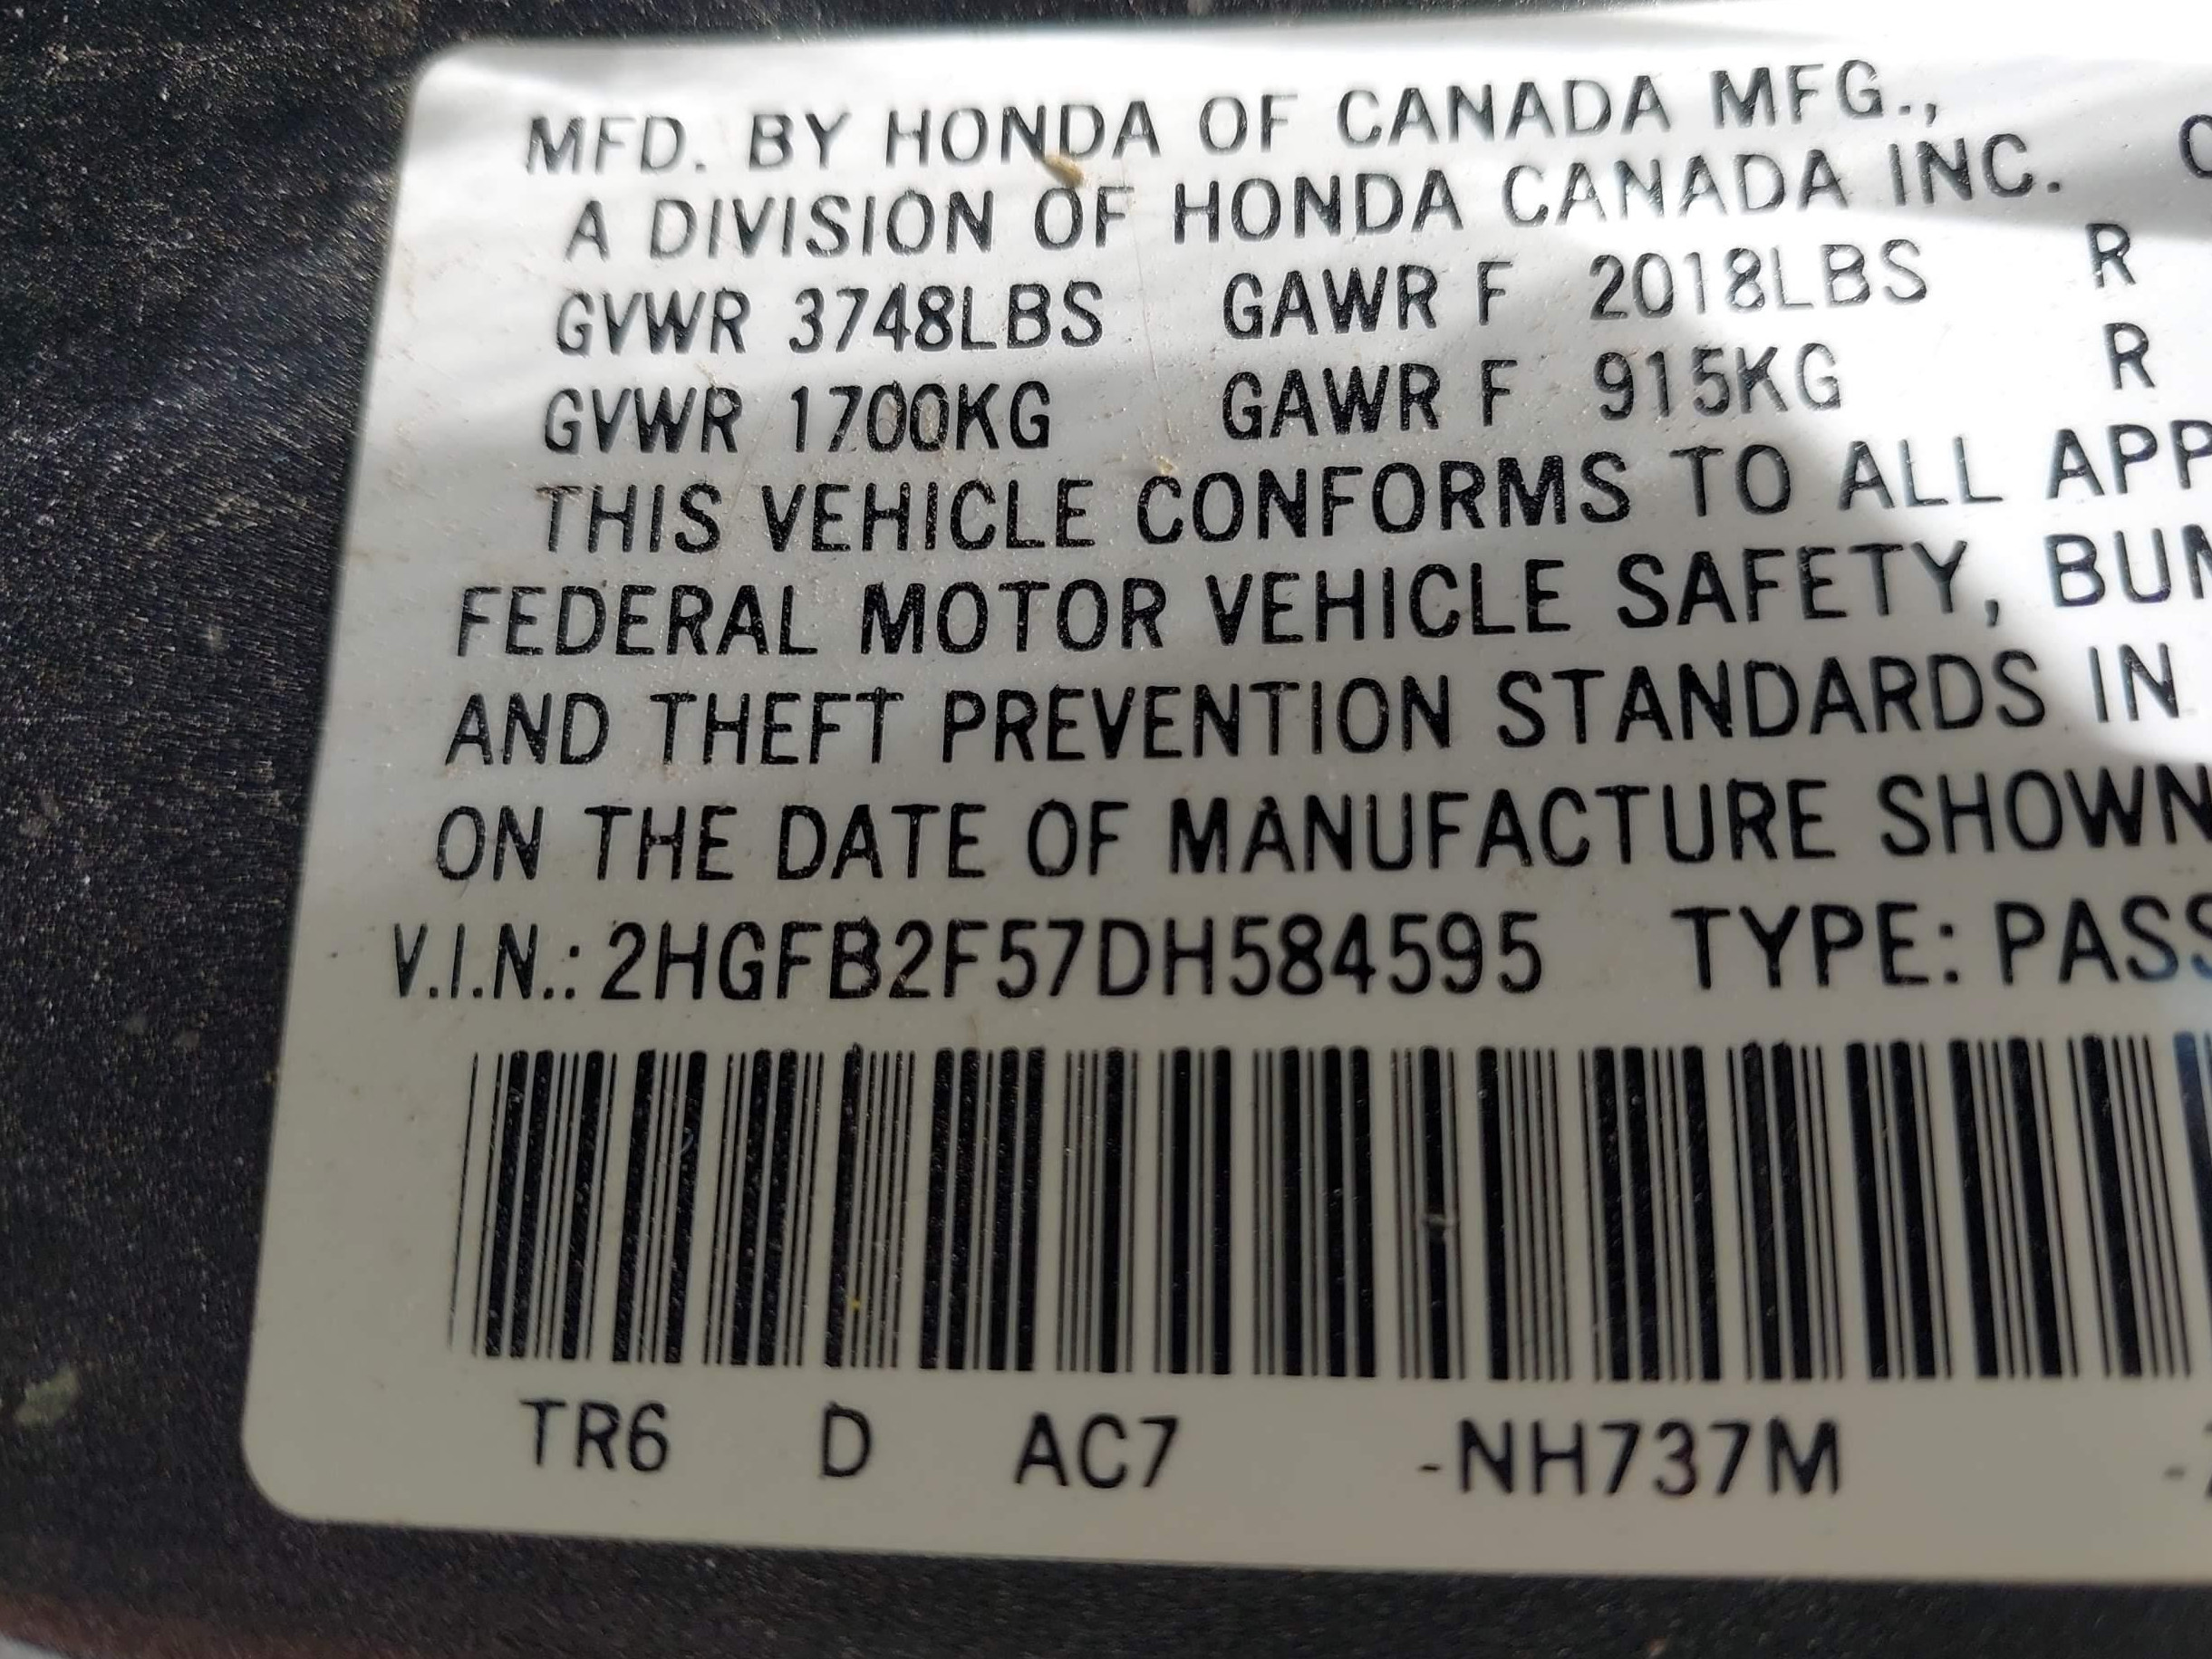 MFD. BY HONDA OF CANADA MFG.,
A DIVISION OF HONDA CANADA INC.
GVWR 3748LBS GAWR F 2018LBS R
GVWR 1700KG GAWR F 915KG R
THIS VEHICLE CONFORMS TO ALL
FEDERAL MOTOR VEHICLE SAFETY,
AND THEFT PREVENTION STANDARDS IN
ON THE DATE OF MANUFACTURE SHOWN
V.I.N.: 2HGFB2F57DH584595 TYPE: PASS
TR6 D AC7 -NH737M